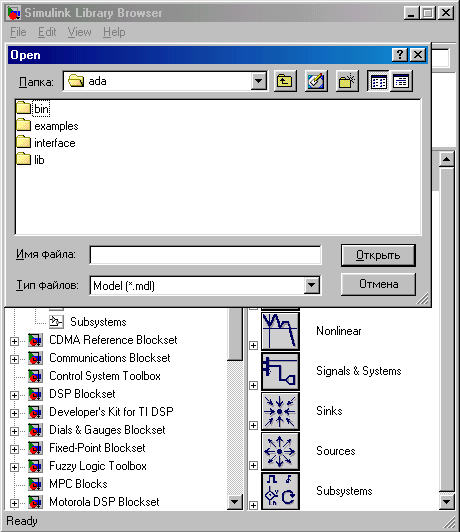 Simulink Library Browser
File Edit View Help
Open
Папка: ada
bin
examples
interface
lib
Имя файла: Открыть
Тип файлов: Model (*.mdl) Отмена
Subsystems
CDMA Reference Blockset
Communications Blockset
Control System Toolbox
DSP Blockset
Developer's Kit for TI DSP
Dials & Gauges Blockset
Fixed-Point Blockset
Fuzzy Logic Toolbox
MPC Blocks
Motorola DSP Blockset
Nonlinear
Signals & Systems
Sinks
Sources
Subsystems
Ready